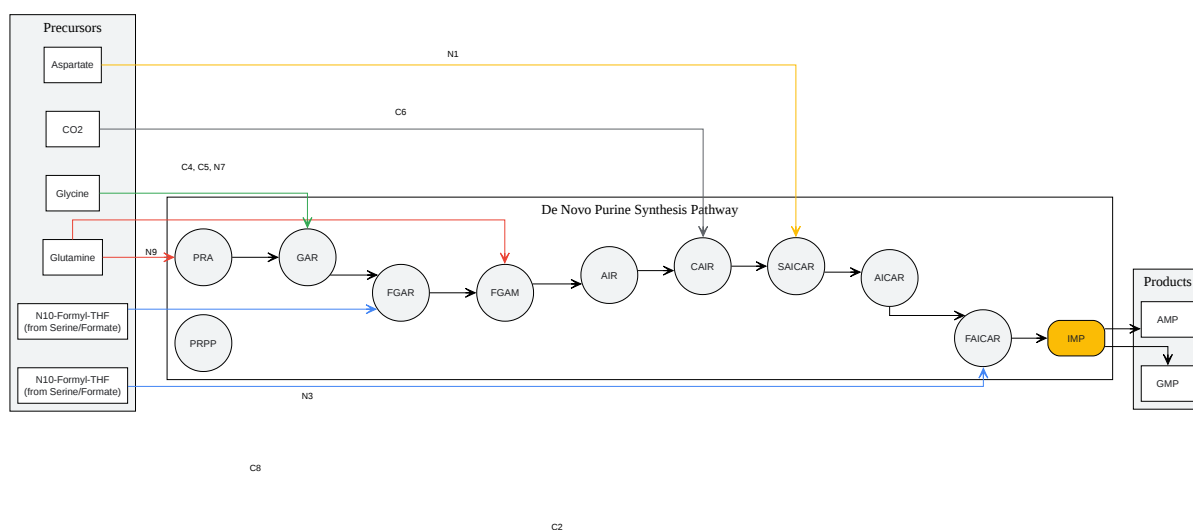 Precursors
Aspartate
N1
CO2
C6
Glycine
C4, C5, N7
De Novo Purine Synthesis Pathway
Glutamine
N9
PRA
GAR
FGAR
FGAM
AIR
CAIR
SAICAR
AICAR
Products
AMP
N10-Formyl-THF
(from Serine/Formate)
PRPP
FAICAR
IMP
GMP
N10-Formyl-THF
(from Serine/Formate)
N3
C8
C2